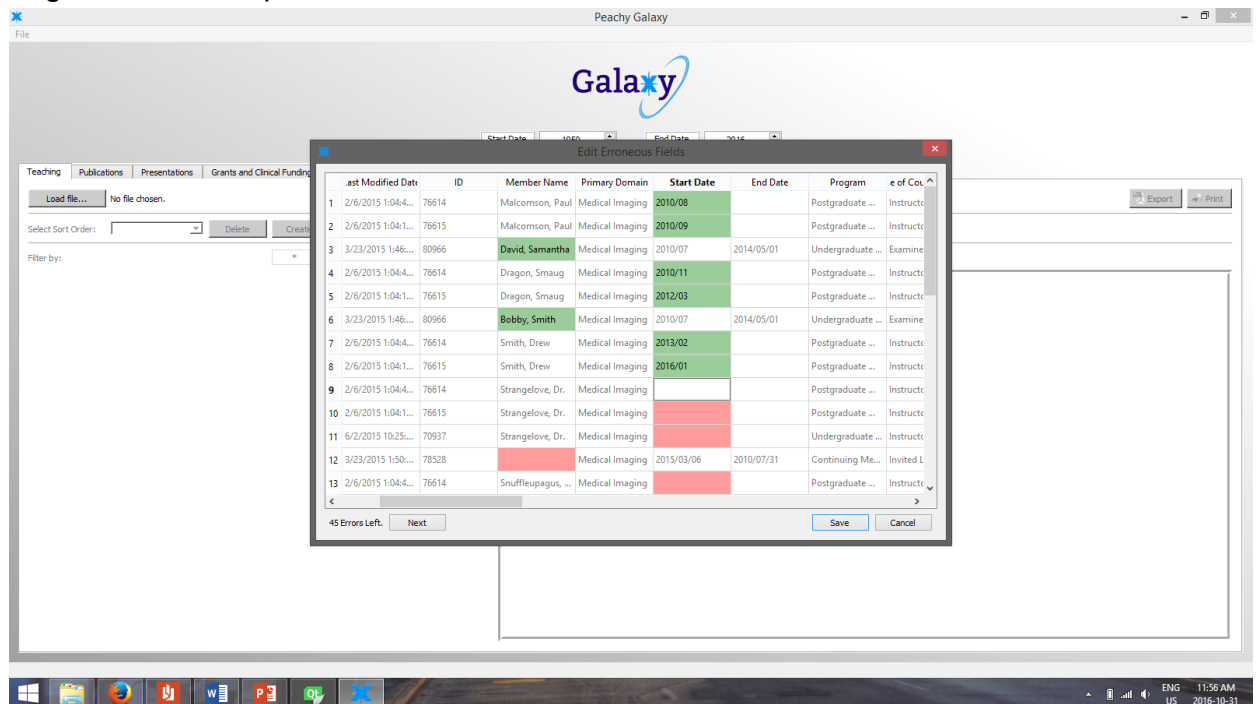 Peachy Galaxy
File
Galaxy
Start Date End Date 2016
Edit Erroneous Fields
Teaching Publications Presentations Grants and Clinical Funding
Load file... No file chosen.
Export Print
Select Sort Order: Delete Create
Filter by: =
.ast Modified Date ID Member Name Primary Domain Start Date End Date Program e of Cou
1 2/6/2015 1:04:4... 76614 Malcomson, Paul Medical Imaging 2010/08 Postgraduate ... Instructo
2 2/6/2015 1:04:1... 76615 Malcomson, Paul Medical Imaging 2010/09 Postgraduate ... Instructo
3 3/23/2015 1:46:... 80966 David, Samantha Medical Imaging 2010/07 2014/05/01 Undergraduate ... Examine
4 2/6/2015 1:04:4... 76614 Dragon, Smaug Medical Imaging 2010/11 Postgraduate ... Instructo
5 2/6/2015 1:04:1... 76615 Dragon, Smaug Medical Imaging 2012/03 Postgraduate ... Instructo
6 3/23/2015 1:46:... 80966 Bobby, Smith Medical Imaging 2010/07 2014/05/01 Undergraduate ... Examine
7 2/6/2015 1:04:4... 76614 Smith, Drew Medical Imaging 2013/02 Postgraduate ... Instructo
8 2/6/2015 1:04:1... 76615 Smith, Drew Medical Imaging 2016/01 Postgraduate ... Instructo
9 2/6/2015 1:04:4... 76614 Strangelove, Dr. Medical Imaging Postgraduate ... Instructo
10 2/6/2015 1:04:1... 76615 Strangelove, Dr. Medical Imaging Postgraduate ... Instructo
11 6/2/2015 10:25:... 70937 Strangelove, Dr. Medical Imaging Undergraduate ... Instructo
12 3/23/2015 1:50:... 78528 Medical Imaging 2015/03/06 2010/07/31 Continuing Me... Invited L
13 2/6/2015 1:04:4... 76614 Snuffleupagus, ... Medical Imaging Postgraduate ... Instructo
45 Errors Left. Next Save Cancel
ENG 11:56 AM
US 2016-10-31